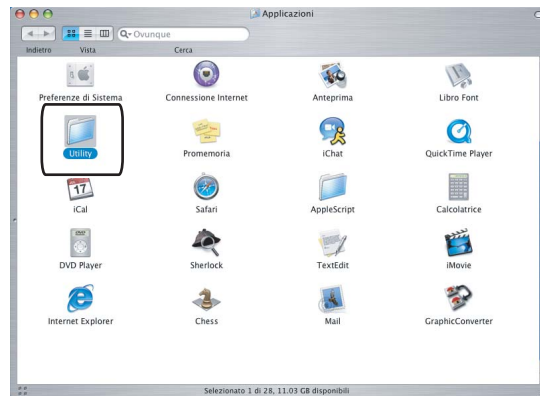 Applicazioni
Q Ovunque
Indietro Vista Cerca
Preferenze di Sistema Connessione Internet Anteprima Libro Font
Utility Promemoria iChat QuickTime Player
17
iCal Safari AppleScript Calcolatrice
DVD Player Sherlock TextEdit iMovie
Internet Explorer Chess Mail GraphicConverter
Selezionato 1 di 28, 11.03 GB disponibili